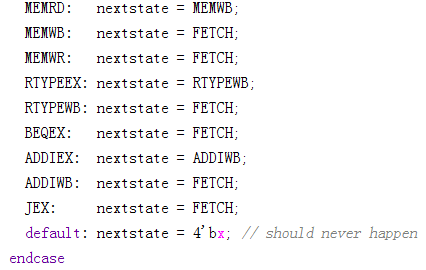 MEMRD: nextstate = MEMWB;
MEMWB: nextstate = FETCH;
MEMWR: nextstate = FETCH;
RTYPEEX: nextstate = RTYPEWB;
RTYPEWB: nextstate = FETCH;
BEQEX: nextstate = FETCH;
ADDIEX: nextstate = ADDIWB;
ADDIWB: nextstate = FETCH;
JEX: nextstate = FETCH;
default: nextstate = 4'bx; // should never happen
endcase